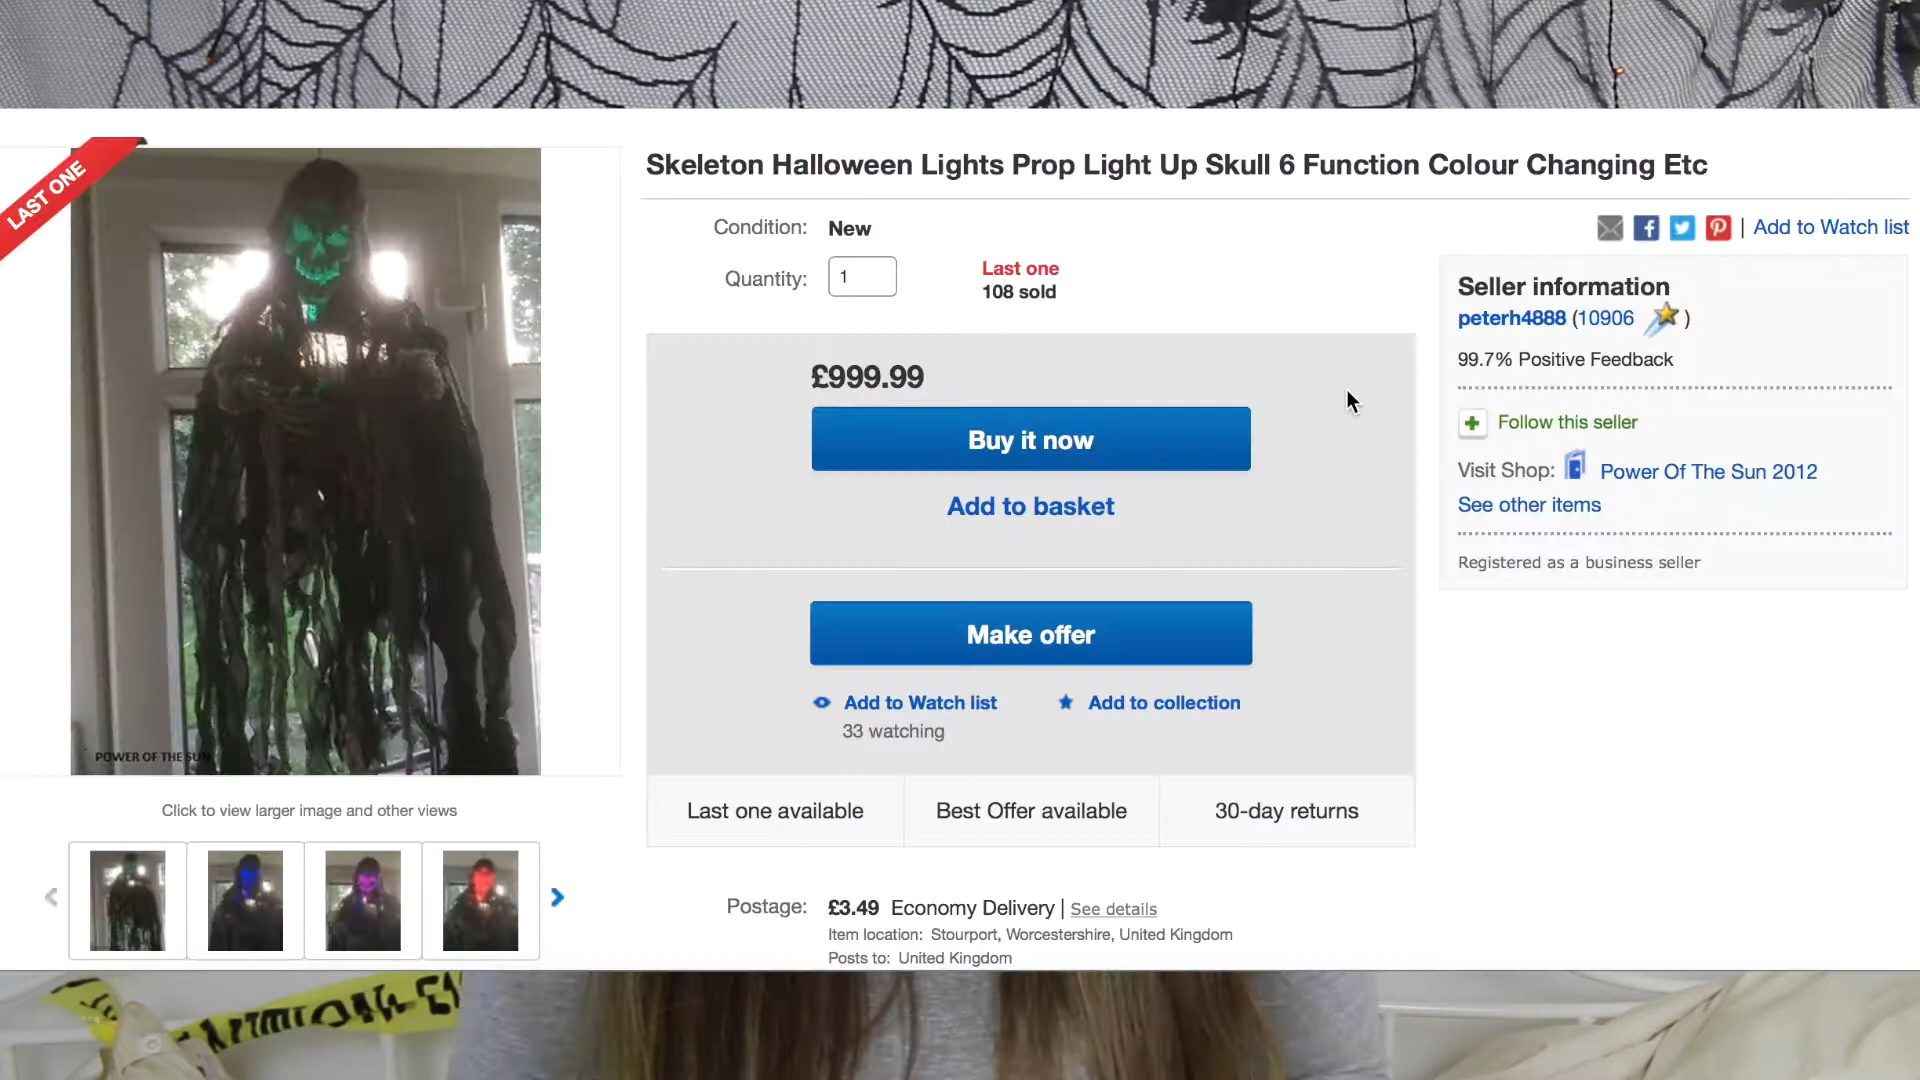 LAST ONE
POWER OF THE SUN
Click to view larger image and other views
Skeleton Halloween Lights Prop Light Up Skull 6 Function Colour Changing Etc
Condition: New
Quantity: 1
Last one
108 sold
| Add to Watch list
£999.99
Buy it now
Add to basket
Make offer
Add to Watch list
Add to collection
33 watching
Last one available
Best Offer available
30-day returns
Postage: £3.49 Economy Delivery | See details
Item location: Stourport, Worcestershire, United Kingdom
Posts to: United Kingdom
Seller information
peterh4888 (10906 )
99.7% Positive Feedback
Follow this seller
Visit Shop: Power Of The Sun 2012
See other items
Registered as a business seller